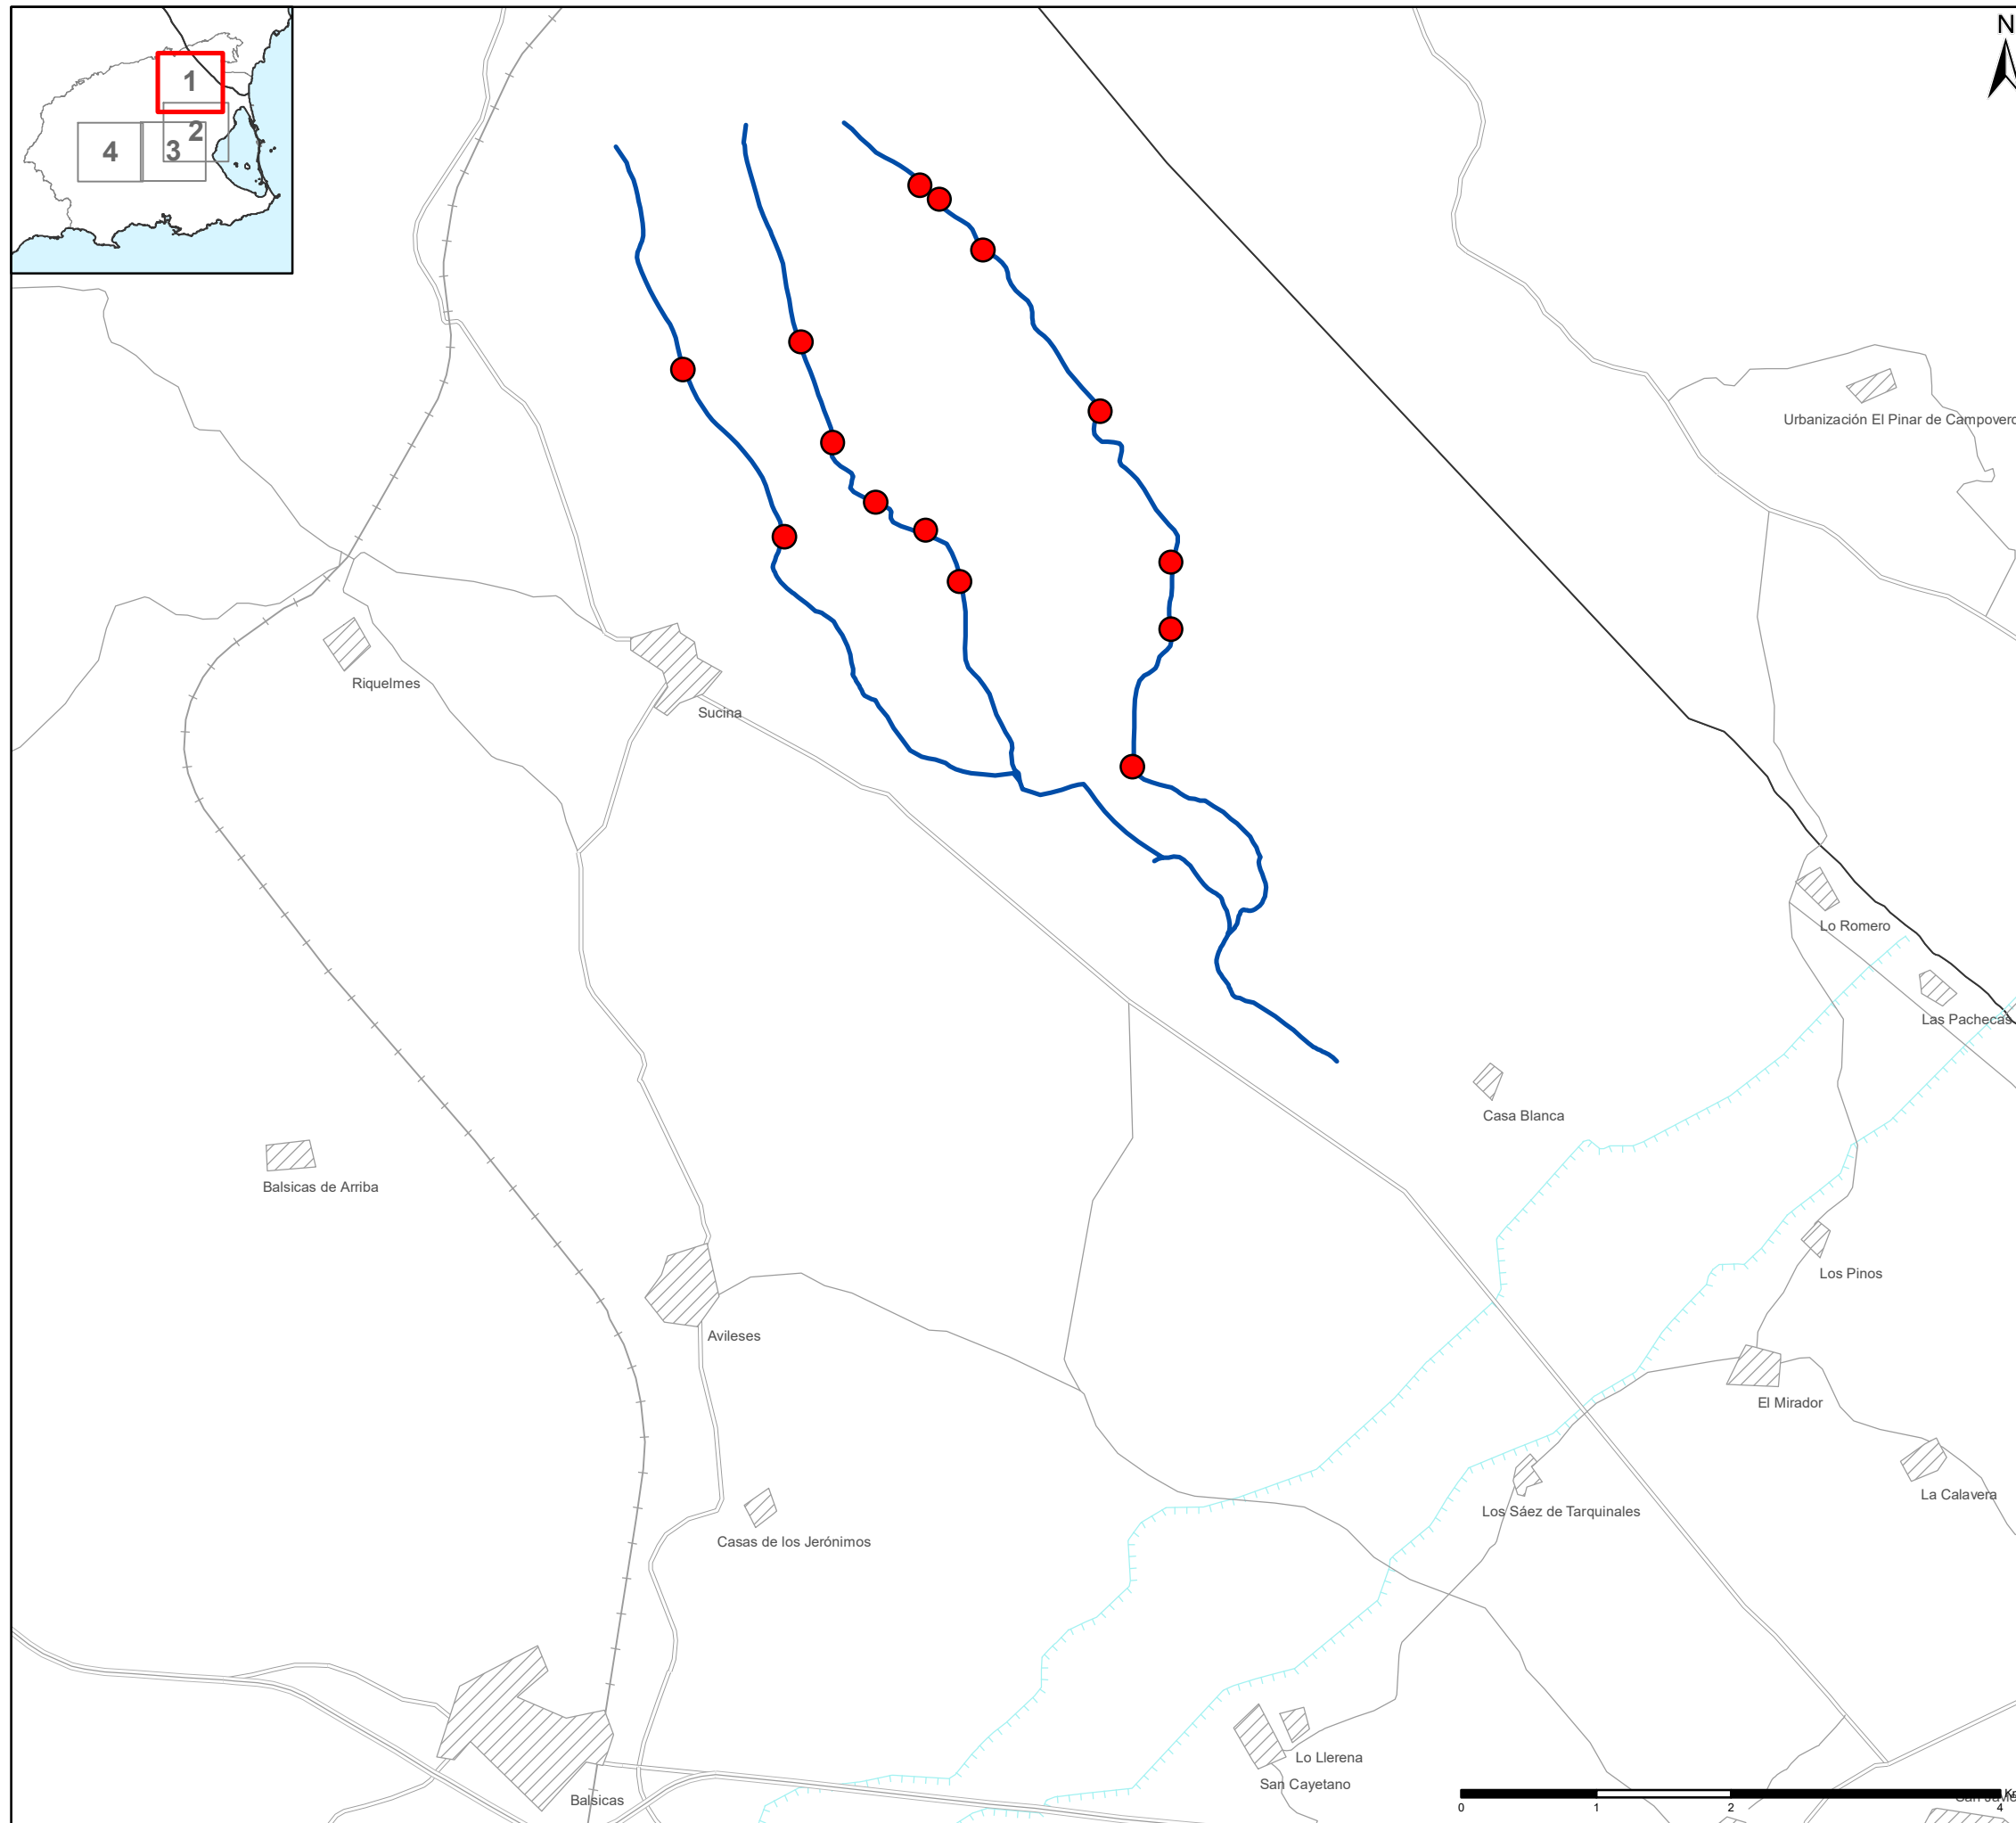 N
1
2
3
4
Urbanización El Pinar de Campoverd
Riquelmes
Sucina
Lo Romero
Las Pachecas
Casa Blanca
Balsicas de Arriba
Los Pinos
Avileses
El Mirador
La Calavera
Los Sáez de Tarquinales
Casas de los Jerónimos
Lo Llerena
San Cayetano
Balsicas
0
1
2
4